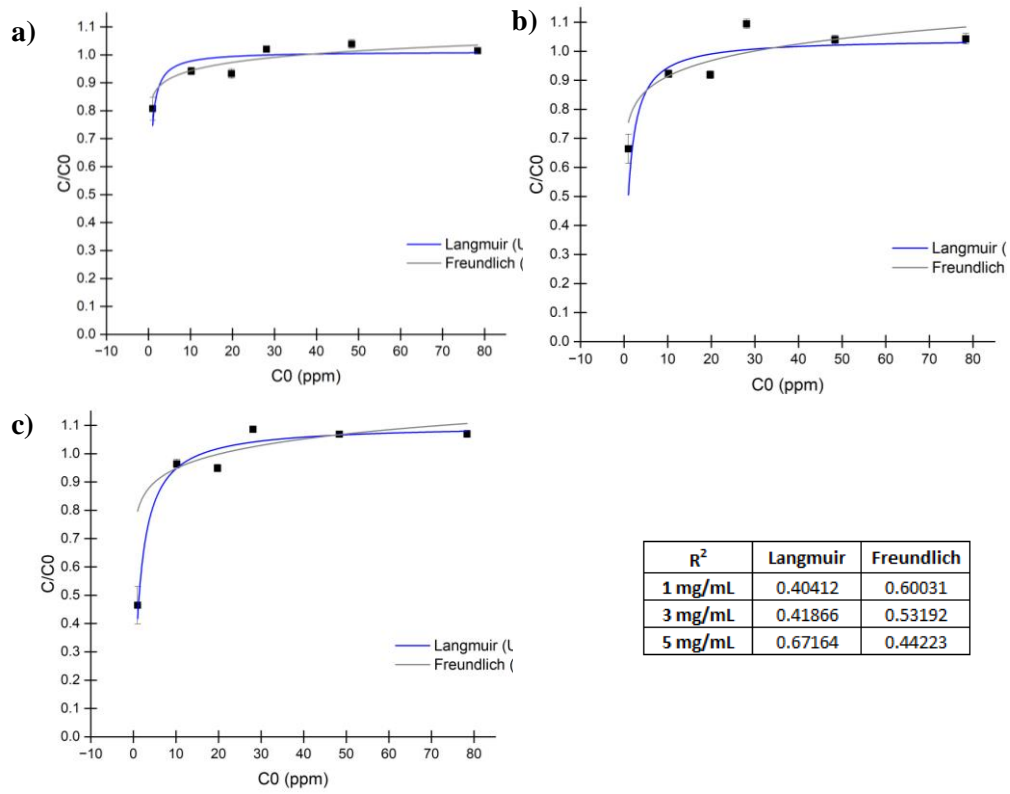 a)
1.1
1.0
0.9
0.8
0.7
0.6
0.5
0.4
0.3
0.2
0.1
0.0
C/C0
−10 0 10 20 30 40 50 60 70 80
C0 (ppm)
Langmuir (
Freundlich (
b)
1.1
1.0
0.9
0.8
0.7
0.6
0.5
0.4
0.3
0.2
0.1
0.0
C/C0
−10 0 10 20 30 40 50 60 70 80
C0 (ppm)
Langmuir (
Freundlich
c)
1.1
1.0
0.9
0.8
0.7
0.6
0.5
0.4
0.3
0.2
0.1
0.0
C/C0
−10 0 10 20 30 40 50 60 70 80
C0 (ppm)
Langmuir (
Freundlich (
R² Langmuir Freundlich
1 mg/mL 0.40412 0.60031
3 mg/mL 0.41866 0.53192
5 mg/mL 0.67164 0.44223